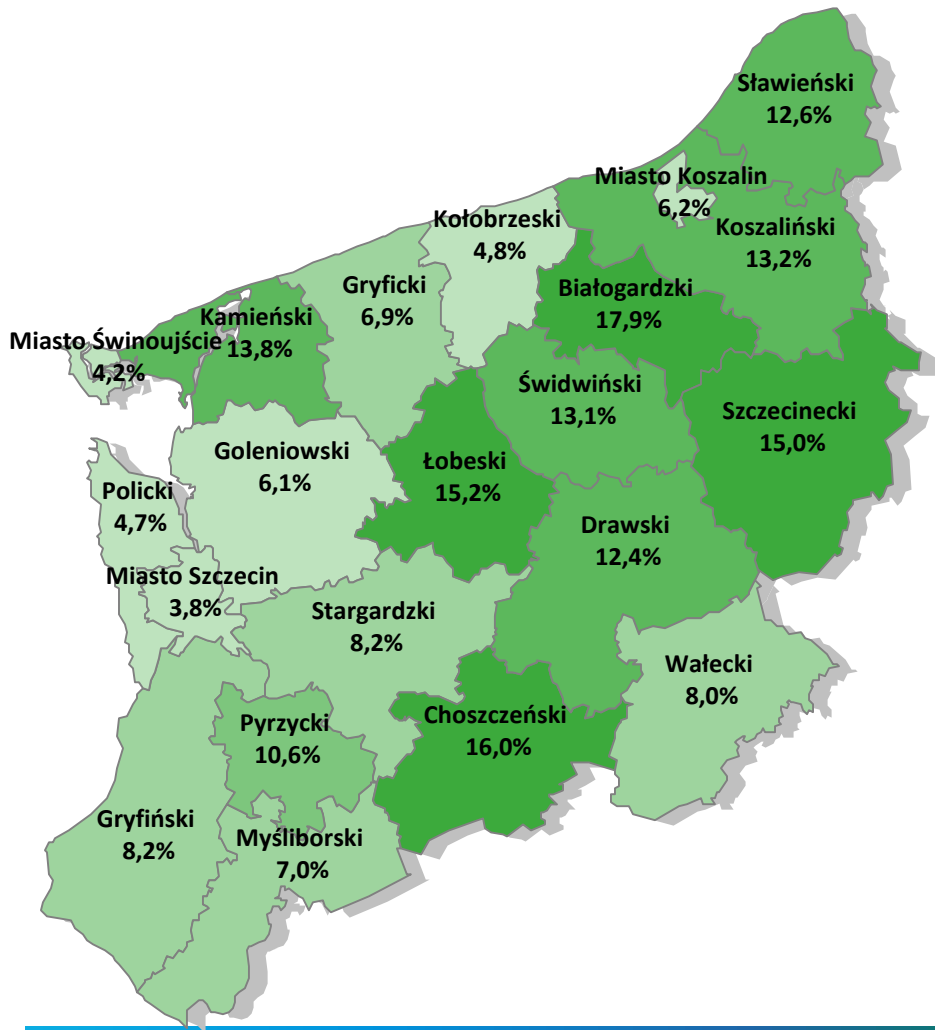 Sławieński
12,6%
Miasto Koszalin
6,2%
Koszaliński
13,2%
Kołobrzeski
4,8%
Gryficki
6,9%
Białogardzki
17,9%
Kamieński
13,8%
Miasto Świnoujście
4,2%
Świdwiński
13,1%
Szczecinecki
15,0%
Goleniowski
6,1%
Łobeski
15,2%
Policki
4,7%
Drawski
12,4%
Miasto Szczecin
3,8%
Stargardzki
8,2%
Wałecki
8,0%
Choszczeński
16,0%
Pyrzycki
10,6%
Gryfiński
8,2%
Myśliborski
7,0%